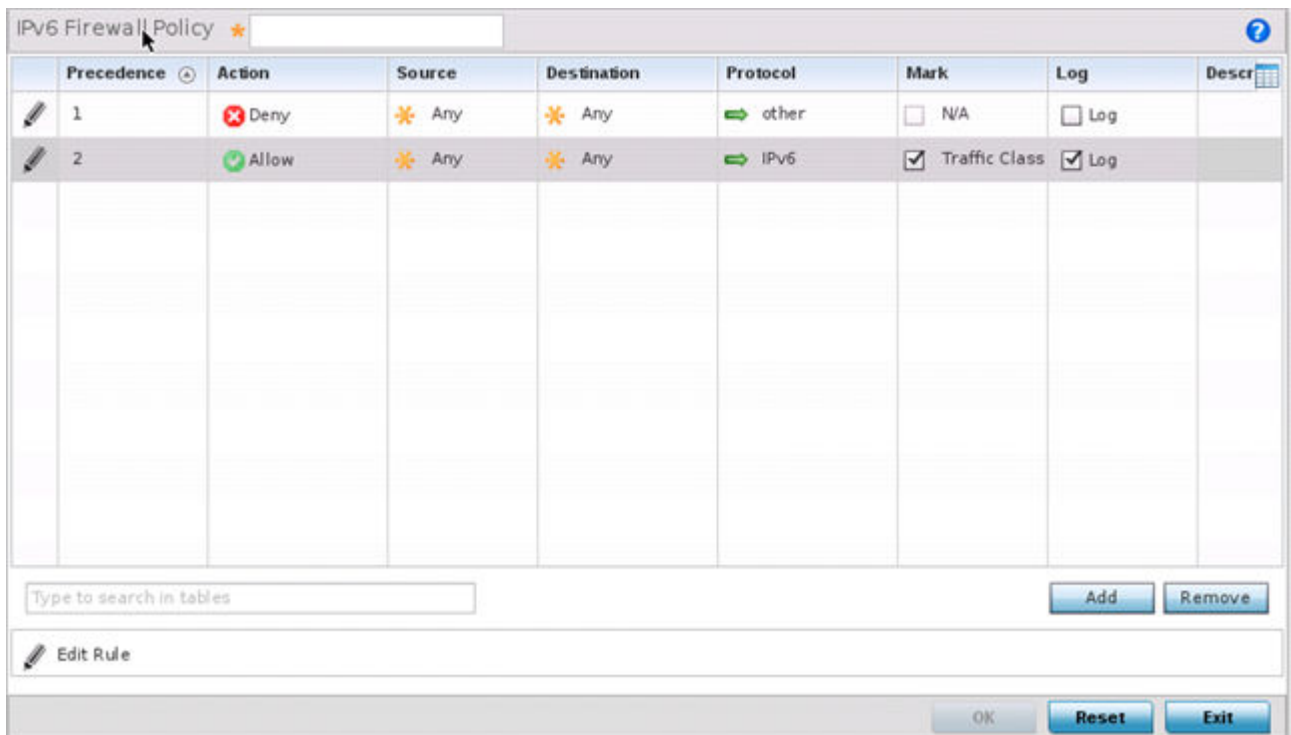 IPv6 Firewall Policy *
?
Precedence Action Source Destination Protocol Mark Log Descr
1 Deny Any Any other N/A Log
2 Allow Any Any IPv6 Traffic Class Log
Type to search in tables
Add Remove
Edit Rule
OK Reset Exit